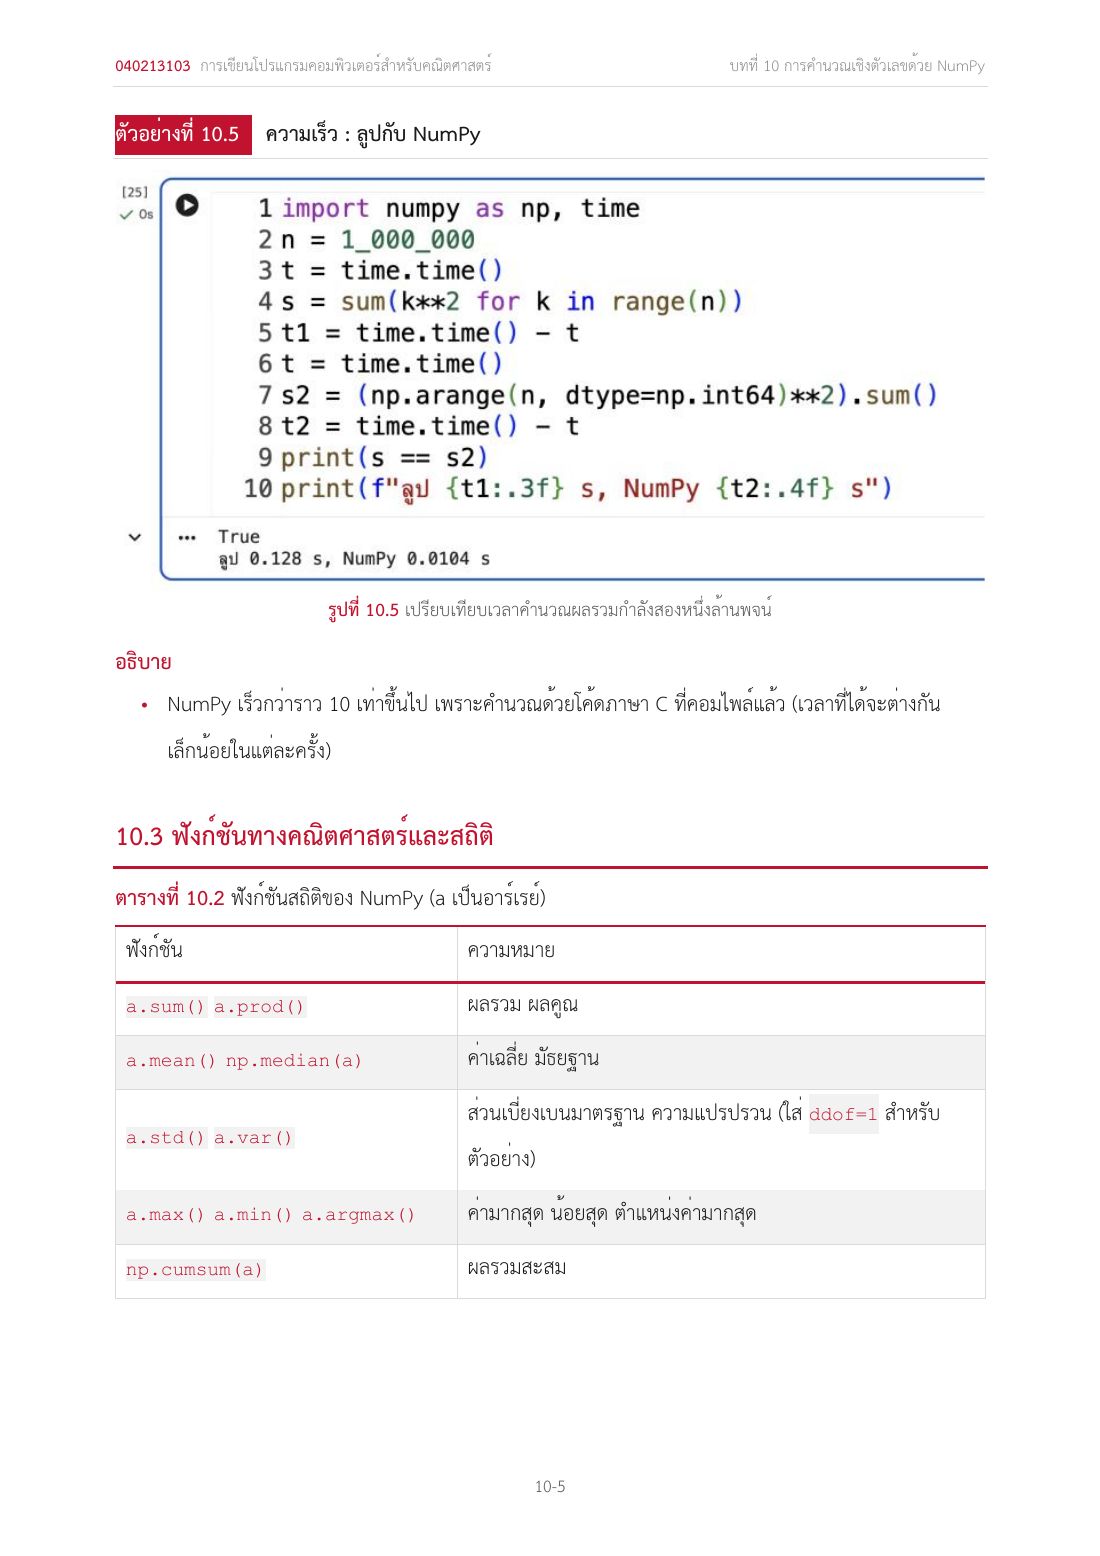 040213103 การเขียนโปรแกรมคอมพิวเตอร์สำหรับคณิตศาสตร์ บทที่ 10 การคำนวณเชิงตัวเลขด้วย NumPy
ตัวอย่างที่ 10.5 ความเร็ว : ลูปกับ NumPy
[25]
0s
1 import numpy as np, time
2 n = 1_000_000
3 t = time.time()
4 s = sum(k**2 for k in range(n))
5 t1 = time.time() - t
6 t = time.time()
7 s2 = (np.arange(n, dtype=np.int64)**2).sum()
8 t2 = time.time() - t
9 print(s == s2)
10 print(f"ลูป {t1:.3f} s, NumPy {t2:.4f} s")
True
ลูป 0.128 s, NumPy 0.0104 s
รูปที่ 10.5 เปรียบเทียบเวลาคำนวณผลรวมกำลังสองหนึ่งล้านพจน์
อธิบาย
• NumPy เร็วกว่าราว 10 เท่าขึ้นไป เพราะคำนวณด้วยโค้ดภาษา C ที่คอมไพล์แล้ว (เวลาที่ได้จะต่างกัน
เล็กน้อยในแต่ละครั้ง)
10.3 ฟังก์ชันทางคณิตศาสตร์และสถิติ
ตารางที่ 10.2 ฟังก์ชันสถิติของ NumPy (a เป็นอาร์เรย์)
ฟังก์ชัน ความหมาย
a.sum() a.prod() ผลรวม ผลคูณ
a.mean() np.median(a) ค่าเฉลี่ย มัธยฐาน
a.std() a.var() ส่วนเบี่ยงเบนมาตรฐาน ความแปรปรวน (ใส่ ddof=1 สำหรับ
ตัวอย่าง)
a.max() a.min() a.argmax() ค่ามากสุด น้อยสุด ตำแหน่งค่ามากสุด
np.cumsum(a) ผลรวมสะสม
10-5